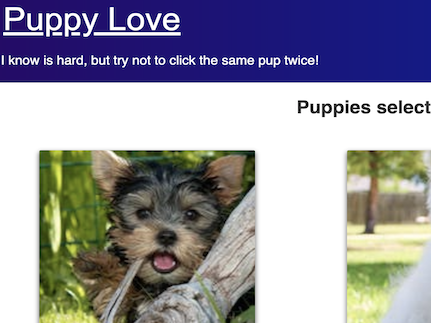 Puppy Love
I know is hard, but try not to click the same pup twice!
Puppies select